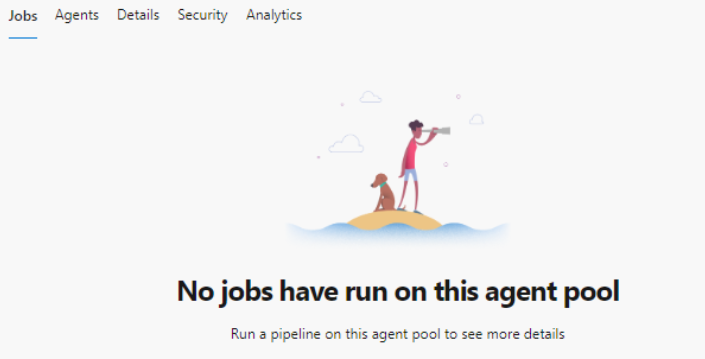 Jobs Agents Details Security Analytics
No jobs have run on this agent pool
Run a pipeline on this agent pool to see more details